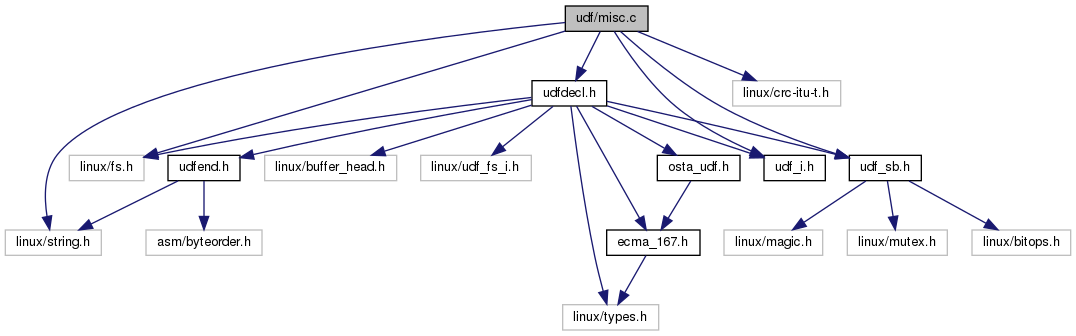 udf/misc.c
udfdecl.h
linux/crc-itu-t.h
linux/fs.h
udfend.h
linux/buffer_head.h
linux/udf_fs_i.h
osta_udf.h
udf_i.h
udf_sb.h
linux/string.h
asm/byteorder.h
ecma_167.h
linux/magic.h
linux/mutex.h
linux/bitops.h
linux/types.h